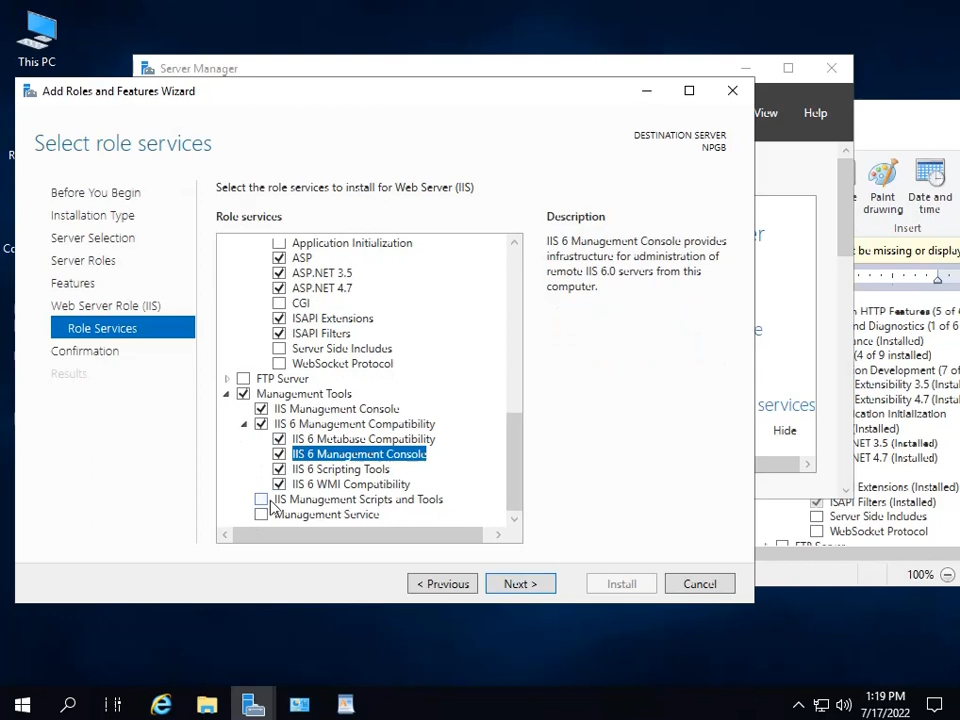 This PC
Server Manager
Add Roles and Features Wizard
View
Help
Select role services
DESTINATION SERVER
NPGB
Before You Begin
Installation Type
Server Selection
Server Roles
Features
Web Server Role (IIS)
Role Services
Confirmation
Results
Select the role services to install for Web Server (IIS)
Role services
Application Initialization
ASP
ASP.NET 3.5
ASP.NET 4.7
CGI
ISAPI Extensions
ISAPI Filters
Server Side Includes
WebSocket Protocol
FTP Server
Management Tools
IIS Management Console
IIS 6 Management Compatibility
IIS 6 Metabase Compatibility
IIS 6 Management Console
IIS 6 Scripting Tools
IIS 6 WMI Compatibility
IIS Management Scripts and Tools
Management Service
Description
IIS 6 Management Console provides
infrastructure for administration of
remote IIS 6.0 servers from this
computer.
< Previous
Next >
Install
Cancel
services
Hide
Paint
drawing
Date and
time
Insert
be missing or display
HTTP Features (5 of
and Diagnostics (1 of 6
(Installed)
(4 of 9 installed)
Development (7 of
Extensibility 3.5 (Installed)
Extensibility 4.7 (Installed)
Initialization
NET 3.5 (Installed)
NET 4.7 (Installed)
Extensions (Installed)
ISAPI Filters (Installed)
Server Side Includes
WebSocket Protocol
100%
1:19 PM
7/17/2022